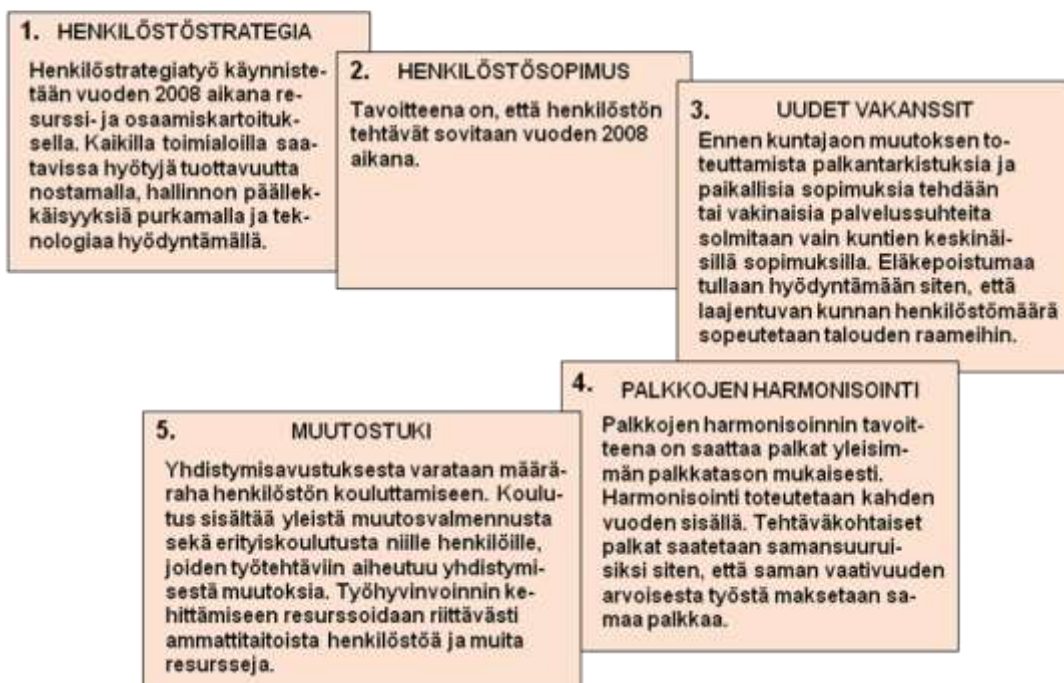 1. HENKILÖSTÖSTRATEGIA
Henkilöstrategiatyö käynniste-
tään vuoden 2008 aikana re-
surssi- ja osaamiskartoituk-
sella. Kaikilla toimialoilla saa-
tavissa hyötyjä tuottavuutta
nostamalla, hallinnon päällek-
käisyyksiä purkamalla ja tek-
nologiaa hyödyntämällä.
2. HENKILÖSTÖSOPIMUS
Tavoitteena on, että henkilöstön
tehtävät sovitaan vuoden 2008
aikana.
3. UUDET VAKANSSIT
Ennen kuntajaon muutoksen to-
teuttamista palkantarkistuksia ja
paikallisia sopimuksia tehdään
tai vakinaisia palvelussuhteita
solmitaan vain kuntien keskinäi-
sillä sopimuksilla. Eläkepoistumaa
tullaan hyödyntämään siten, että
laajentuvan kunnan henkilöstömäärä
sopeutetaan talouden raameihin.
4. PALKKOJEN HARMONISOINTI
Palkkojen harmonisoinnin tavoit-
teena on saattaa palkat yleisim-
män palkkatason mukaisesti.
Harmonisointi toteutetaan kahden
vuoden sisällä. Tehtäväkohtaiset
palkat saatetaan samansuurui-
siksi siten, että saman vaativuuden
arvoisesta työstä maksetaan sa-
maa palkkaa.
5. MUUTOSTUKI
Yhdistymisavustuksesta varataan määrä-
raha henkilöstön kouluttamiseen. Koulu-
tus sisältää yleistä muutosvalmennusta
sekä erityiskoulutusta niille henkilöille,
joiden työtehtäviin aiheutuu yhdistymi-
sestä muutoksia. Työhyvinvoinnin ke-
hittämiseen resurssoidaan riittävästi
ammattitaitoista henkilöstöä ja muita
resursseja.